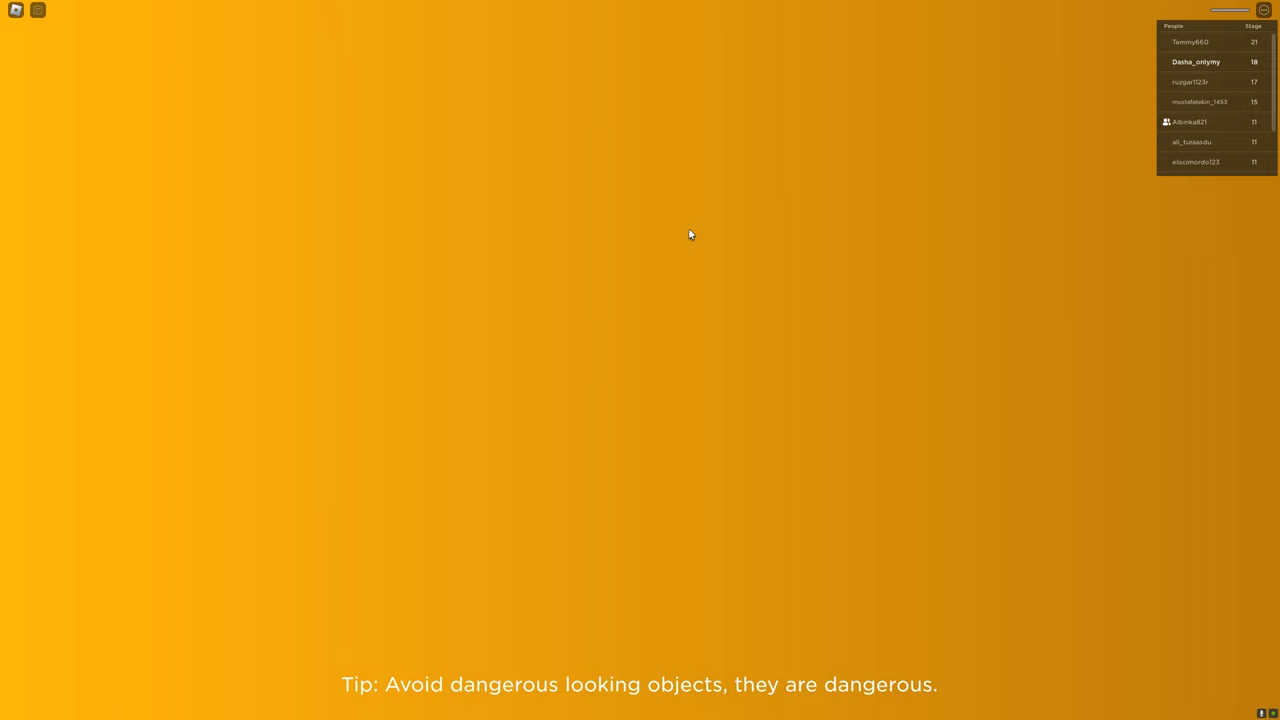 People Stage
Temmy660 21
Dasha_onlymy 18
ruzgar1123r 17
mustafatekin_1453 15
Albinka821 11
ali_turaasdu 11
elocimordo123 11
Tip: Avoid dangerous looking objects, they are dangerous.